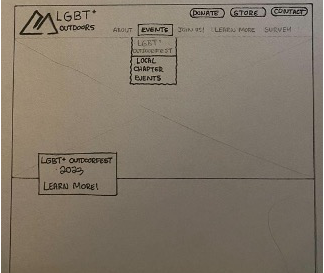 LGBT+
OUTDOORS
DONATE
STORE
CONTACT
ABOUT
EVENTS
JOIN US!
LEARN MORE
SURVEY
LGBT+
OUTDOORFEST
LOCAL
CHAPTER
EVENTS
LGBT+ OUTDOORFEST
2023
LEARN MORE!